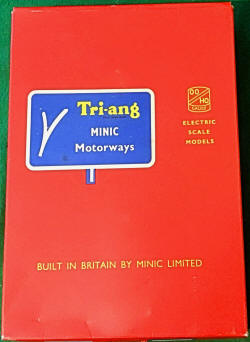 Tri-ang
MINIC
Motorways
OO
HO
GAUGE
ELECTRIC
SCALE
MODELS
BUILT IN BRITAIN BY MINIC LIMITED